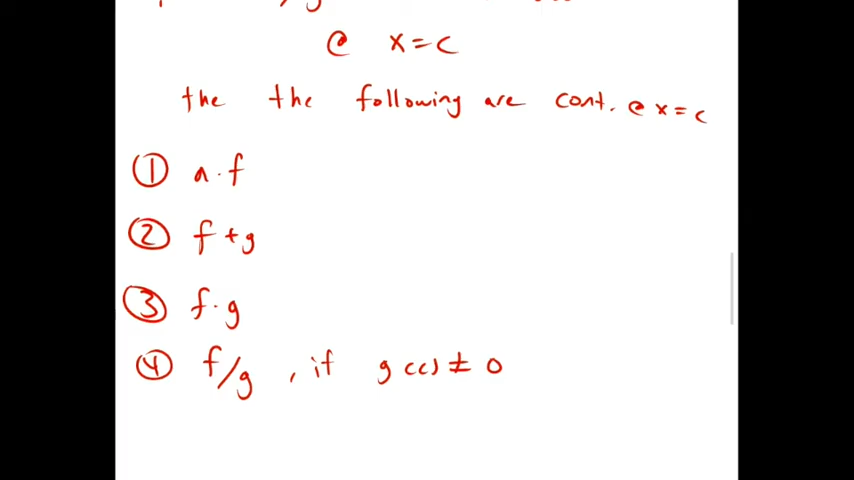 @ x=c
the the following are cont. @ x=c
① a·f
② f+g
③ f·g
④ f/g , if g(c) ≠ 0